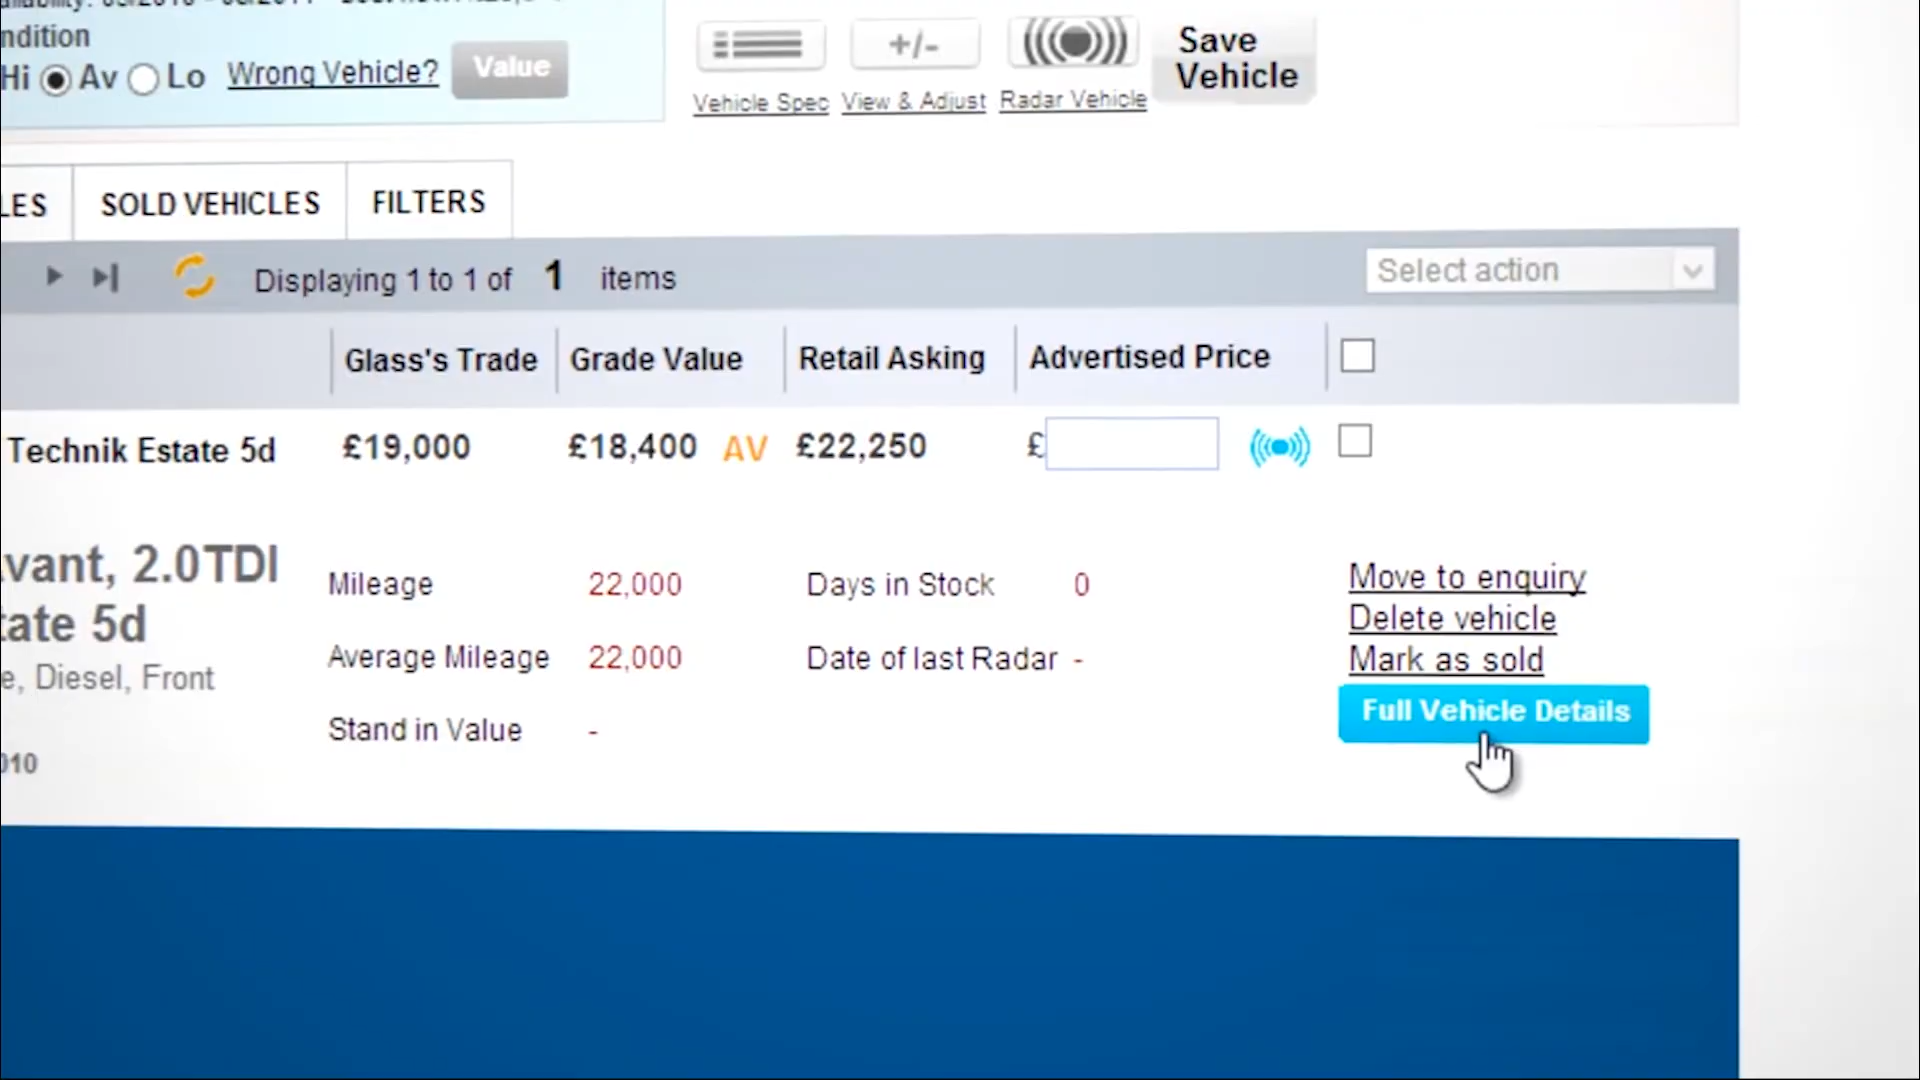 ndition
Hi Av Lo Wrong Vehicle? Value
+/-
Vehicle Spec View & Adjust Radar Vehicle
Save
Vehicle
LES SOLD VEHICLES FILTERS
Displaying 1 to 1 of 1 items Select action
Glass's Trade Grade Value Retail Asking Advertised Price
Technik Estate 5d £19,000 £18,400 AV £22,250 £
vant, 2.0TDI
tate 5d
e, Diesel, Front
010
Mileage 22,000 Days in Stock 0
Average Mileage 22,000 Date of last Radar -
Stand in Value -
Move to enquiry
Delete vehicle
Mark as sold
Full Vehicle Details